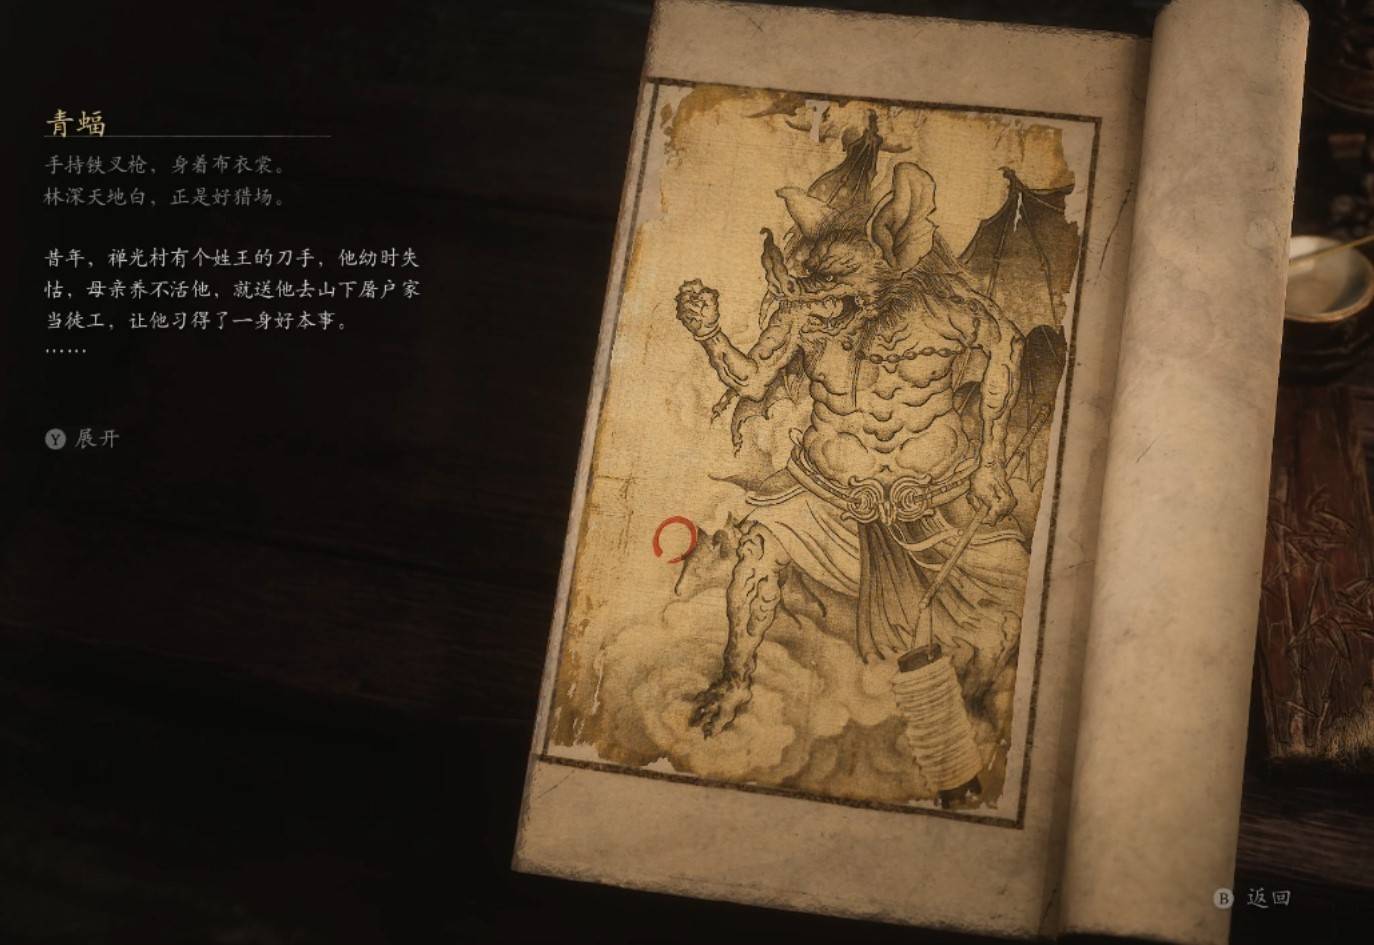 青蝠
手持铁叉枪，身着布衣裳。
林深天地白，正是好猎场。
昔年，禅光村有个姓王的刀手，他幼时失
怙，母亲养不活他，就送他去山下屠户家
当徒工，让他习得了一身好本事。
……
Y 展开
B 返回